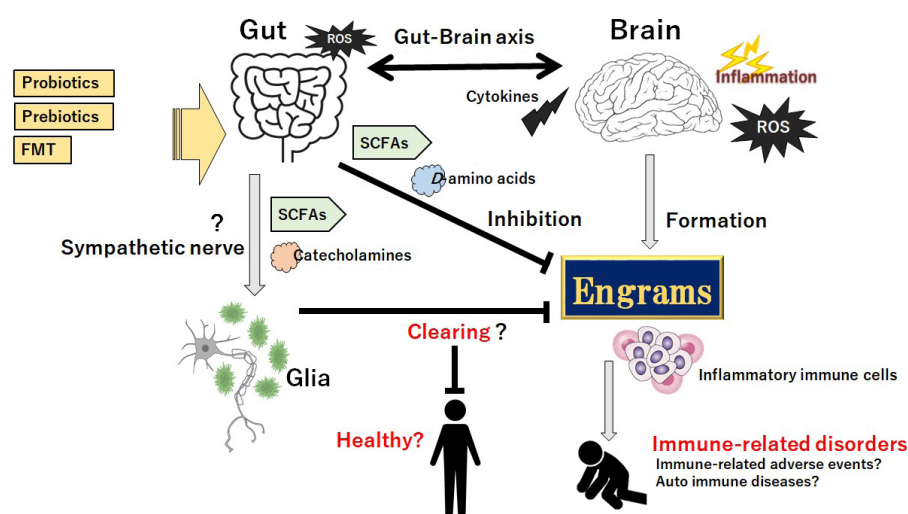 Gut
ROS
Gut-Brain axis
Brain
Inflammation
Probiotics
Prebiotics
FMT
Cytokines
ROS
SCFAs
D-amino acids
SCFAs
?
Sympathetic nerve
Catecholamines
Inhibition
Formation
Engrams
Clearing ?
Glia
Inflammatory immune cells
Healthy?
Immune-related disorders
Immune-related adverse events?
Auto immune diseases?